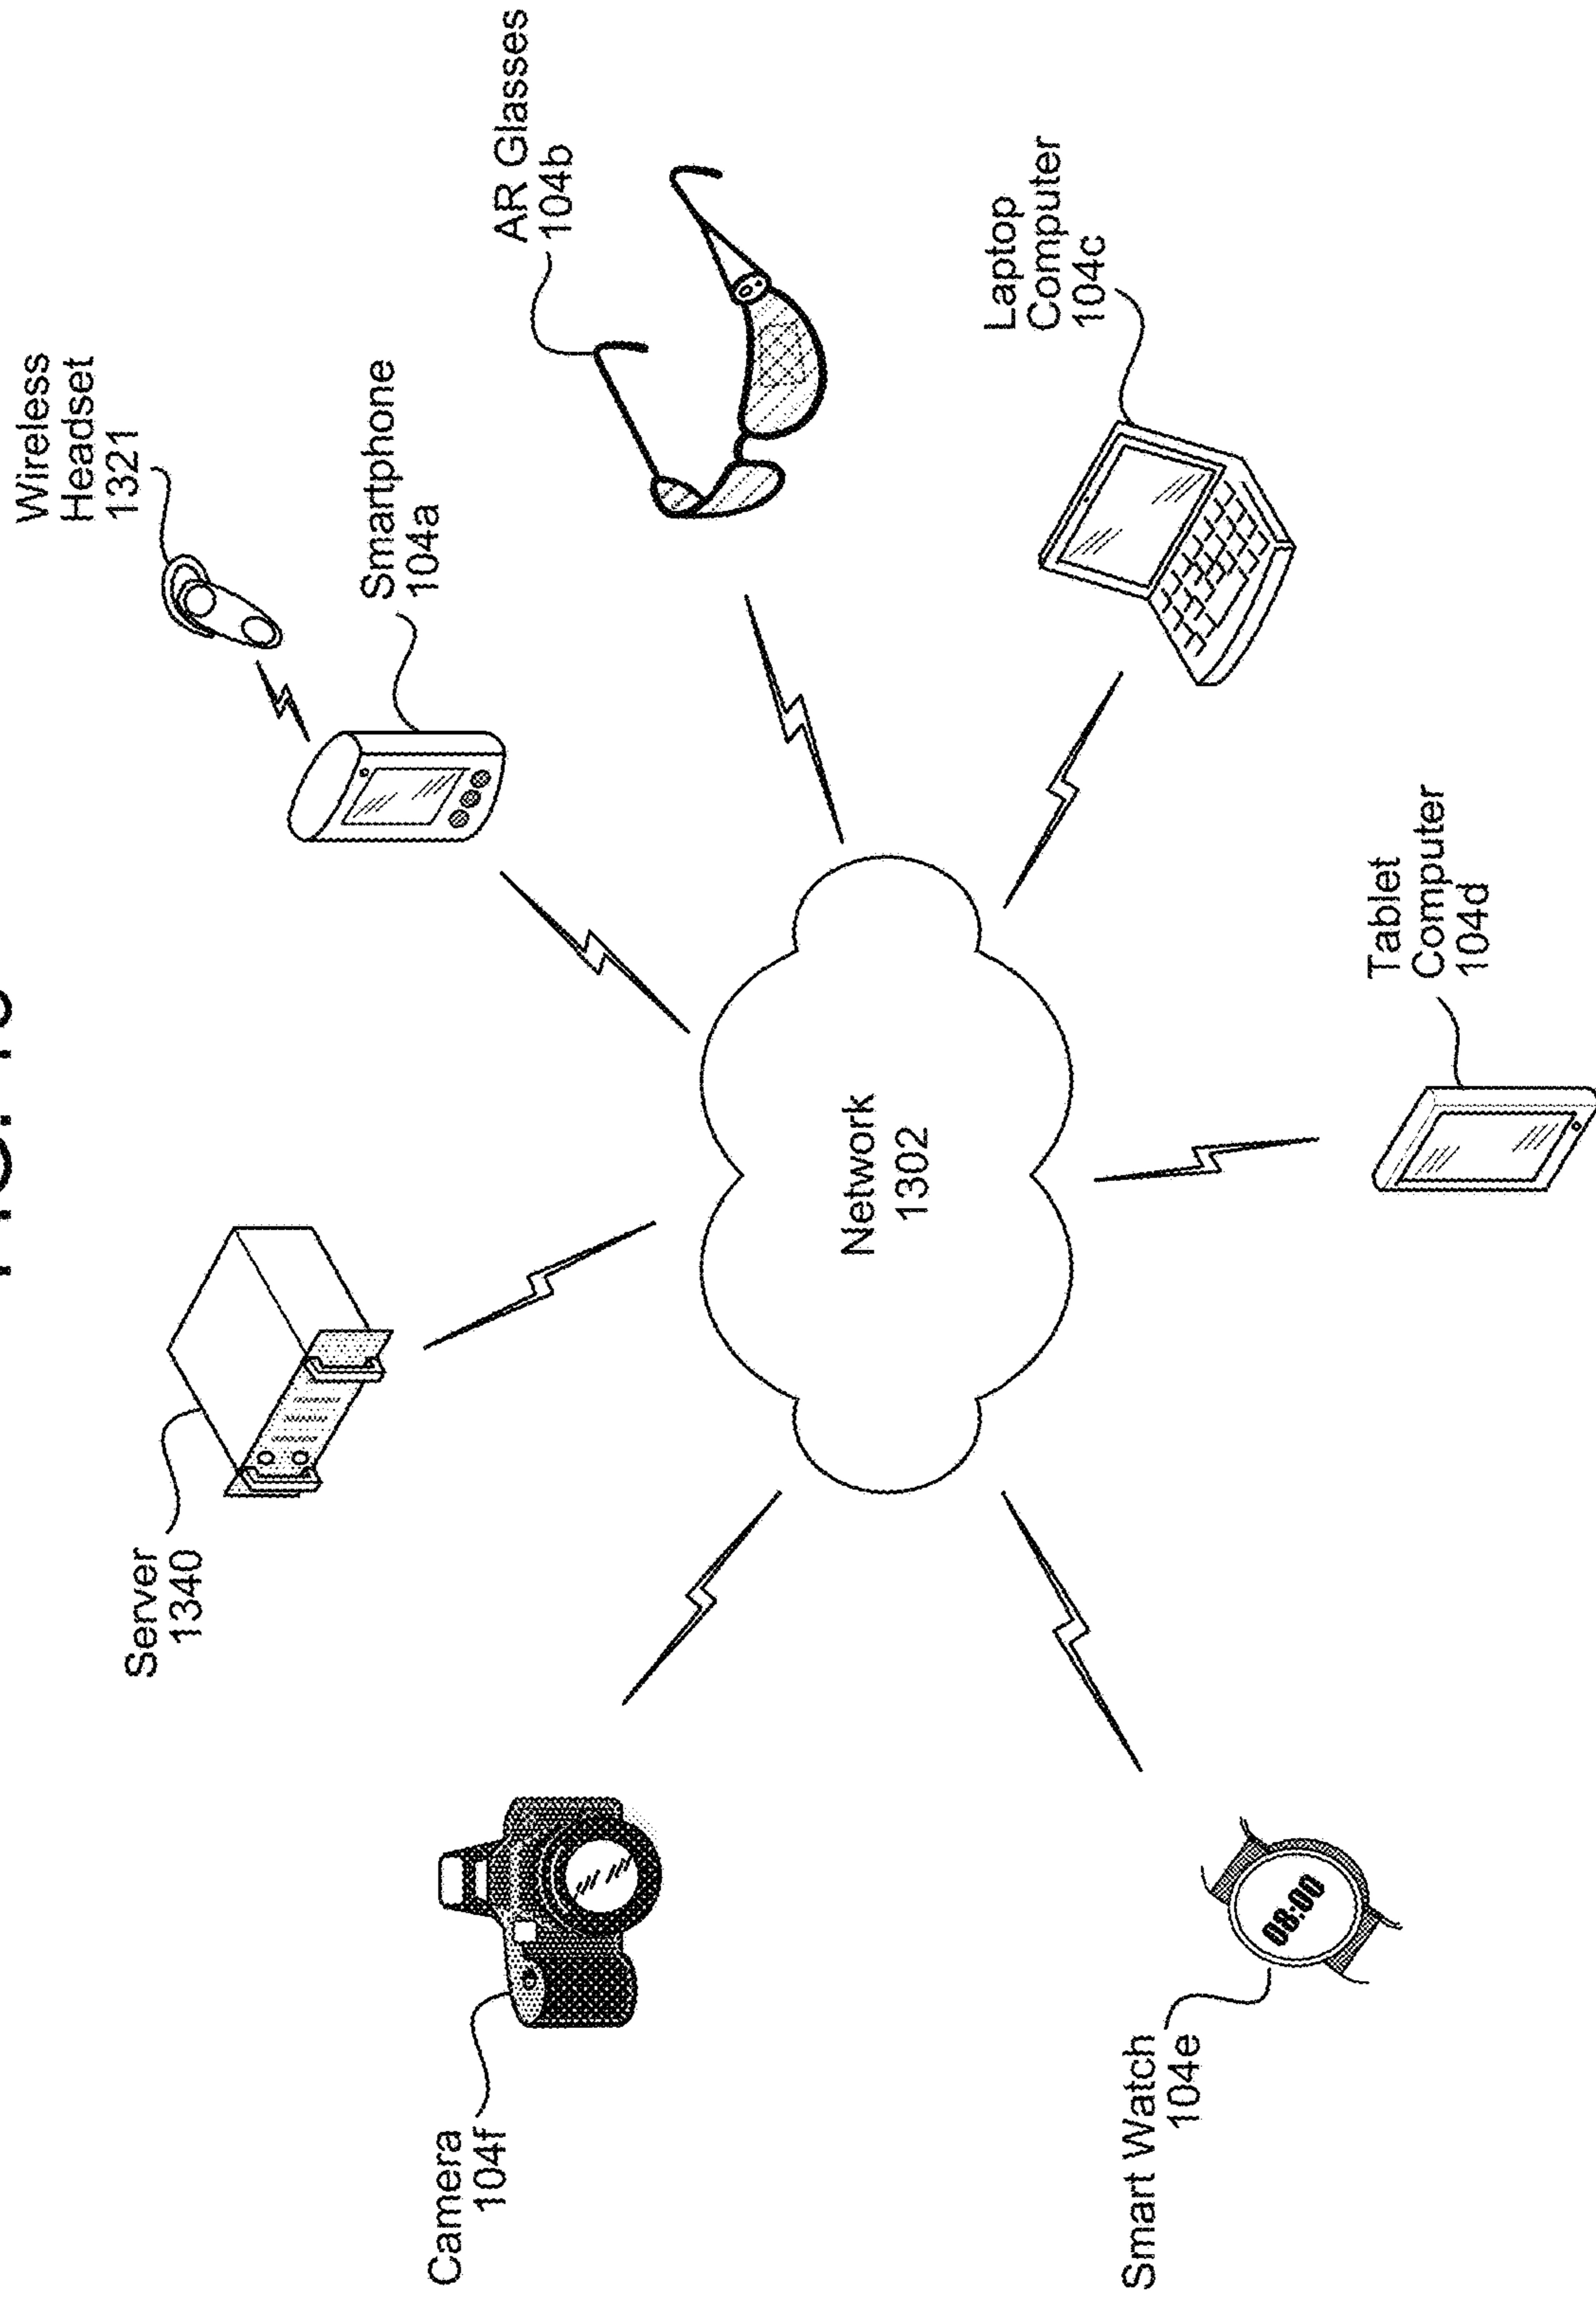 Wireless
Headset
1321
Server
1340
Smartphone
104a
AR Glasses
104b
Camera
104f
Network
1302
Laptop
Computer
104c
Smart Watch
104e
08:00
Tablet
Computer
104d